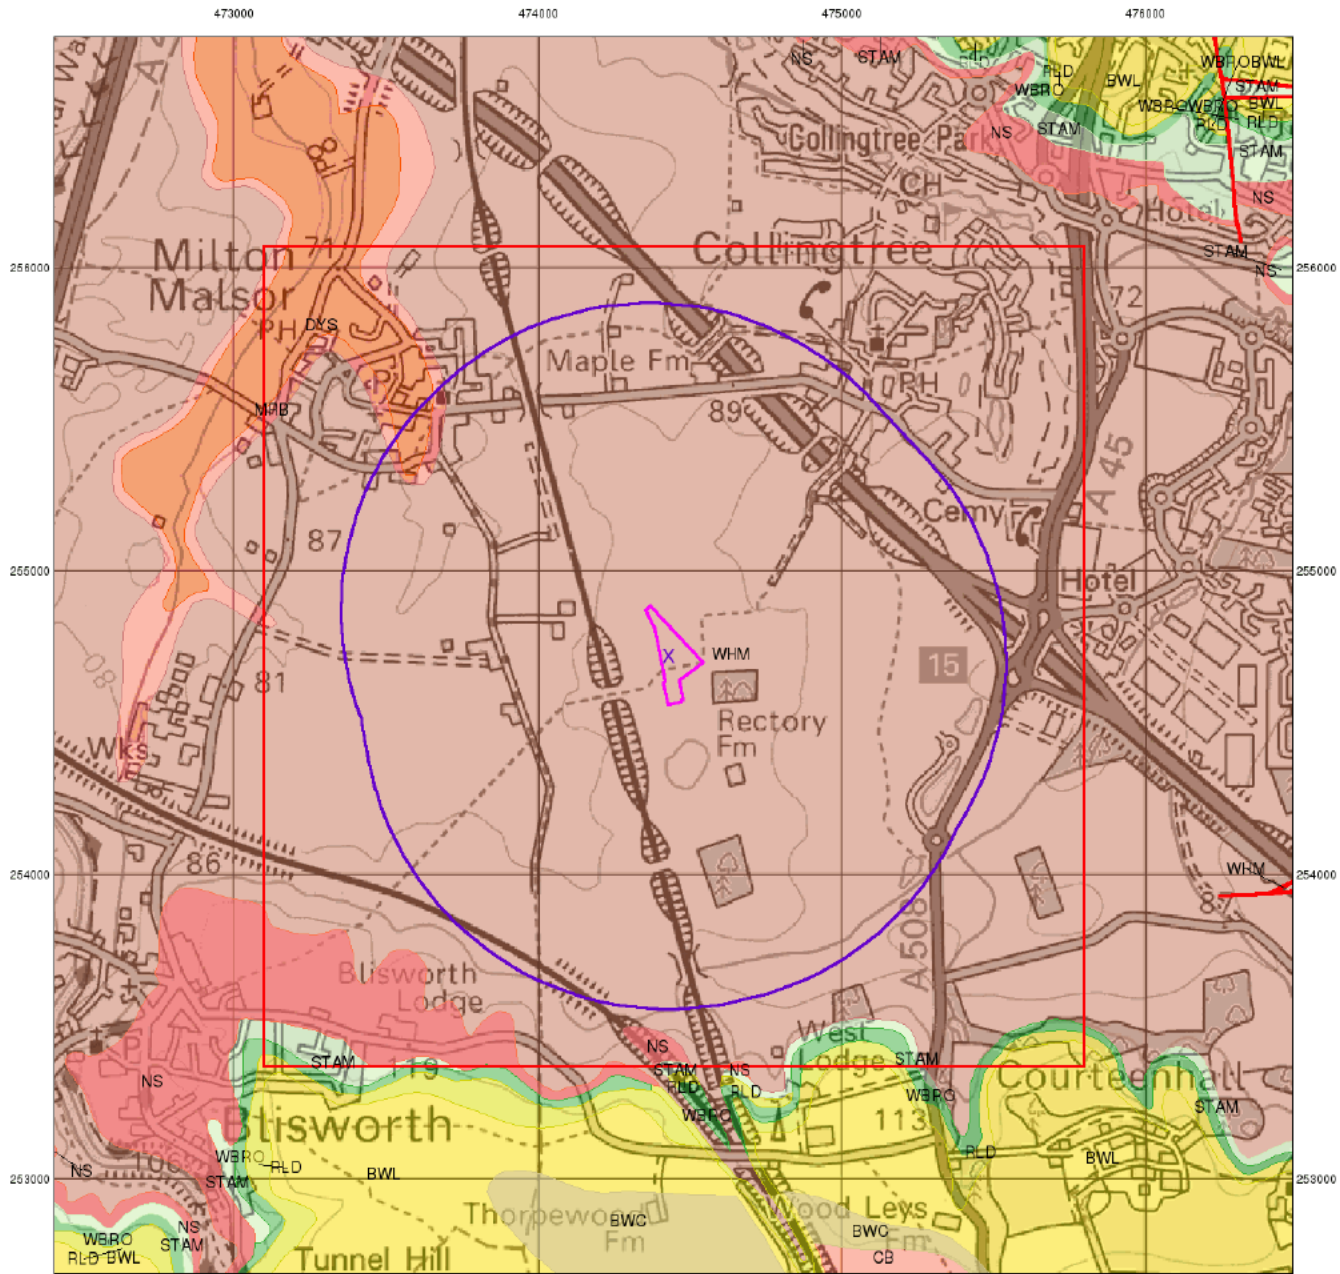 473000 474000 475000 476000
NS STAM RLD WBROBWL
RLD BWL STAM
WBRO WBROWBRO BWL
NS STAM RLD RLD
Collingtree Park STAM
CH NS
Hotel
Milton 71 Collingtree STAM
256000 NS 256000
Malsor 72
DYS
PH
Maple Fm PH
P
MRB 89
A 45
Cemy
87
255000 Hotel 255000
X WHM 15
81
Rectory
Fm
Wks
86 WHM
254000 8 254000
A508
Blisworth
Lodge
P West
NS Lodge
STAM STAM NS STAM
119 RLD RLD Courteenhall
NS WBRO WBRO STAM
Blisworth 113
WBRO RLD RLD BWL
NS BWL
253000 STAM 253000
Thorpewood Wood Leys
NS BWC BWC
WBRO STAM Fm Fm
RLD BWL Tunnel Hill CB